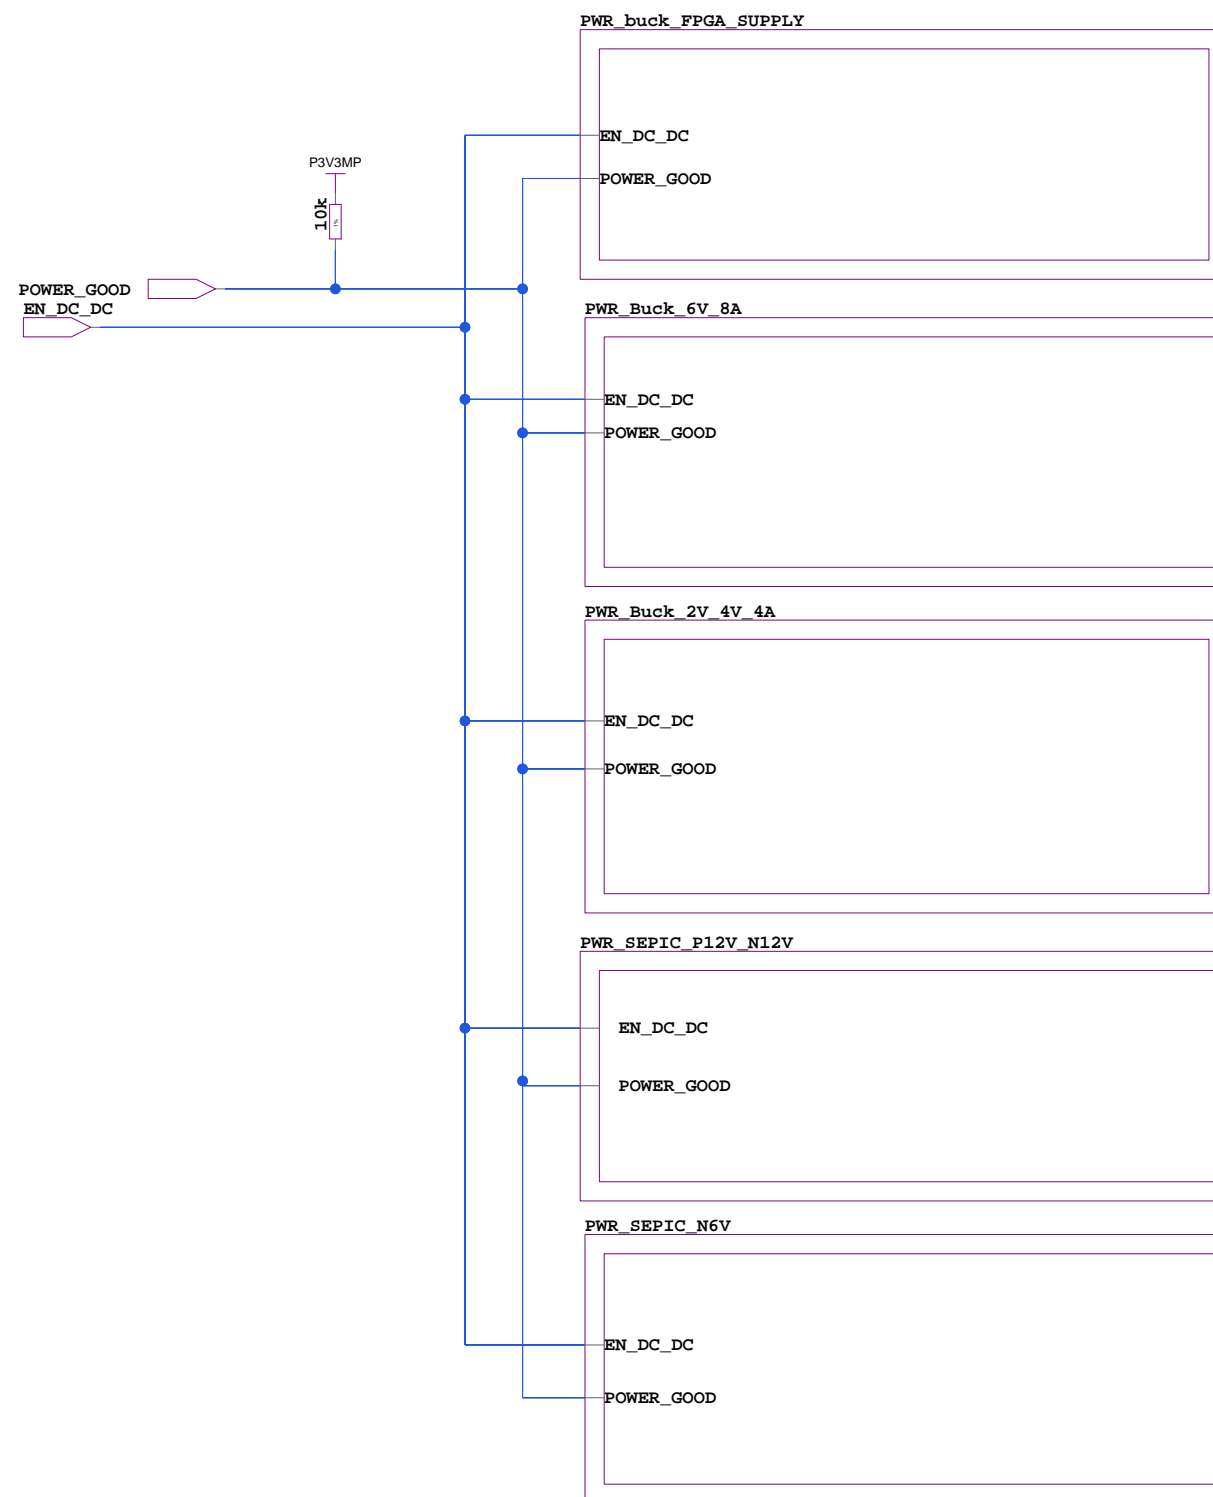 PWR_buck_FPGA_SUPPLY
EN_DC_DC
POWER_GOOD
P3V3MP
10k
1%
POWER_GOOD
EN_DC_DC
PWR_Buck_6V_8A
EN_DC_DC
POWER_GOOD
PWR_Buck_2V_4V_4A
EN_DC_DC
POWER_GOOD
PWR_SEPIC_P12V_N12V
EN_DC_DC
POWER_GOOD
PWR_SEPIC_N6V
EN_DC_DC
POWER_GOOD